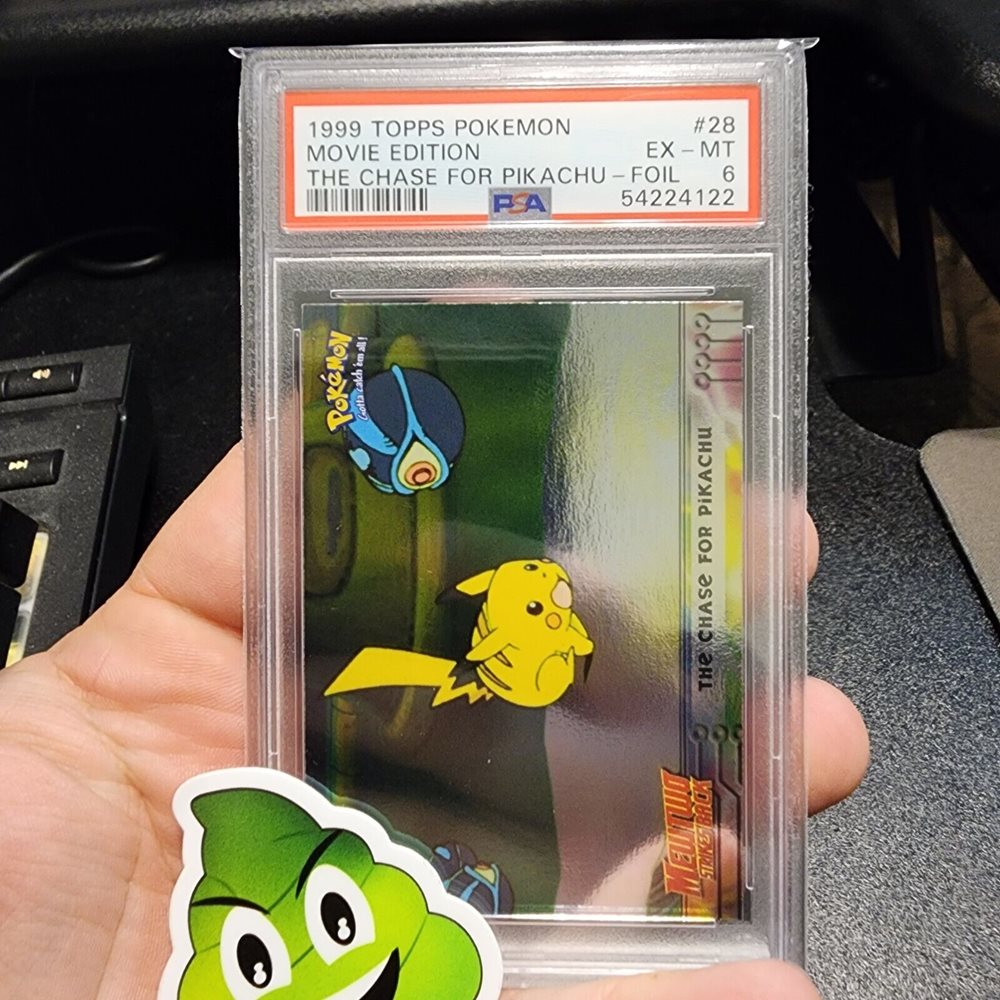 1999 TOPPS POKEMON #28
MOVIE EDITION EX - MT
THE CHASE FOR PIKACHU - FOIL 6
PSA 54224122
POKéMON
Gotta catch 'em all!
THE CHASE FOR PiKACHU
MEWTWO
STRIKES BACK